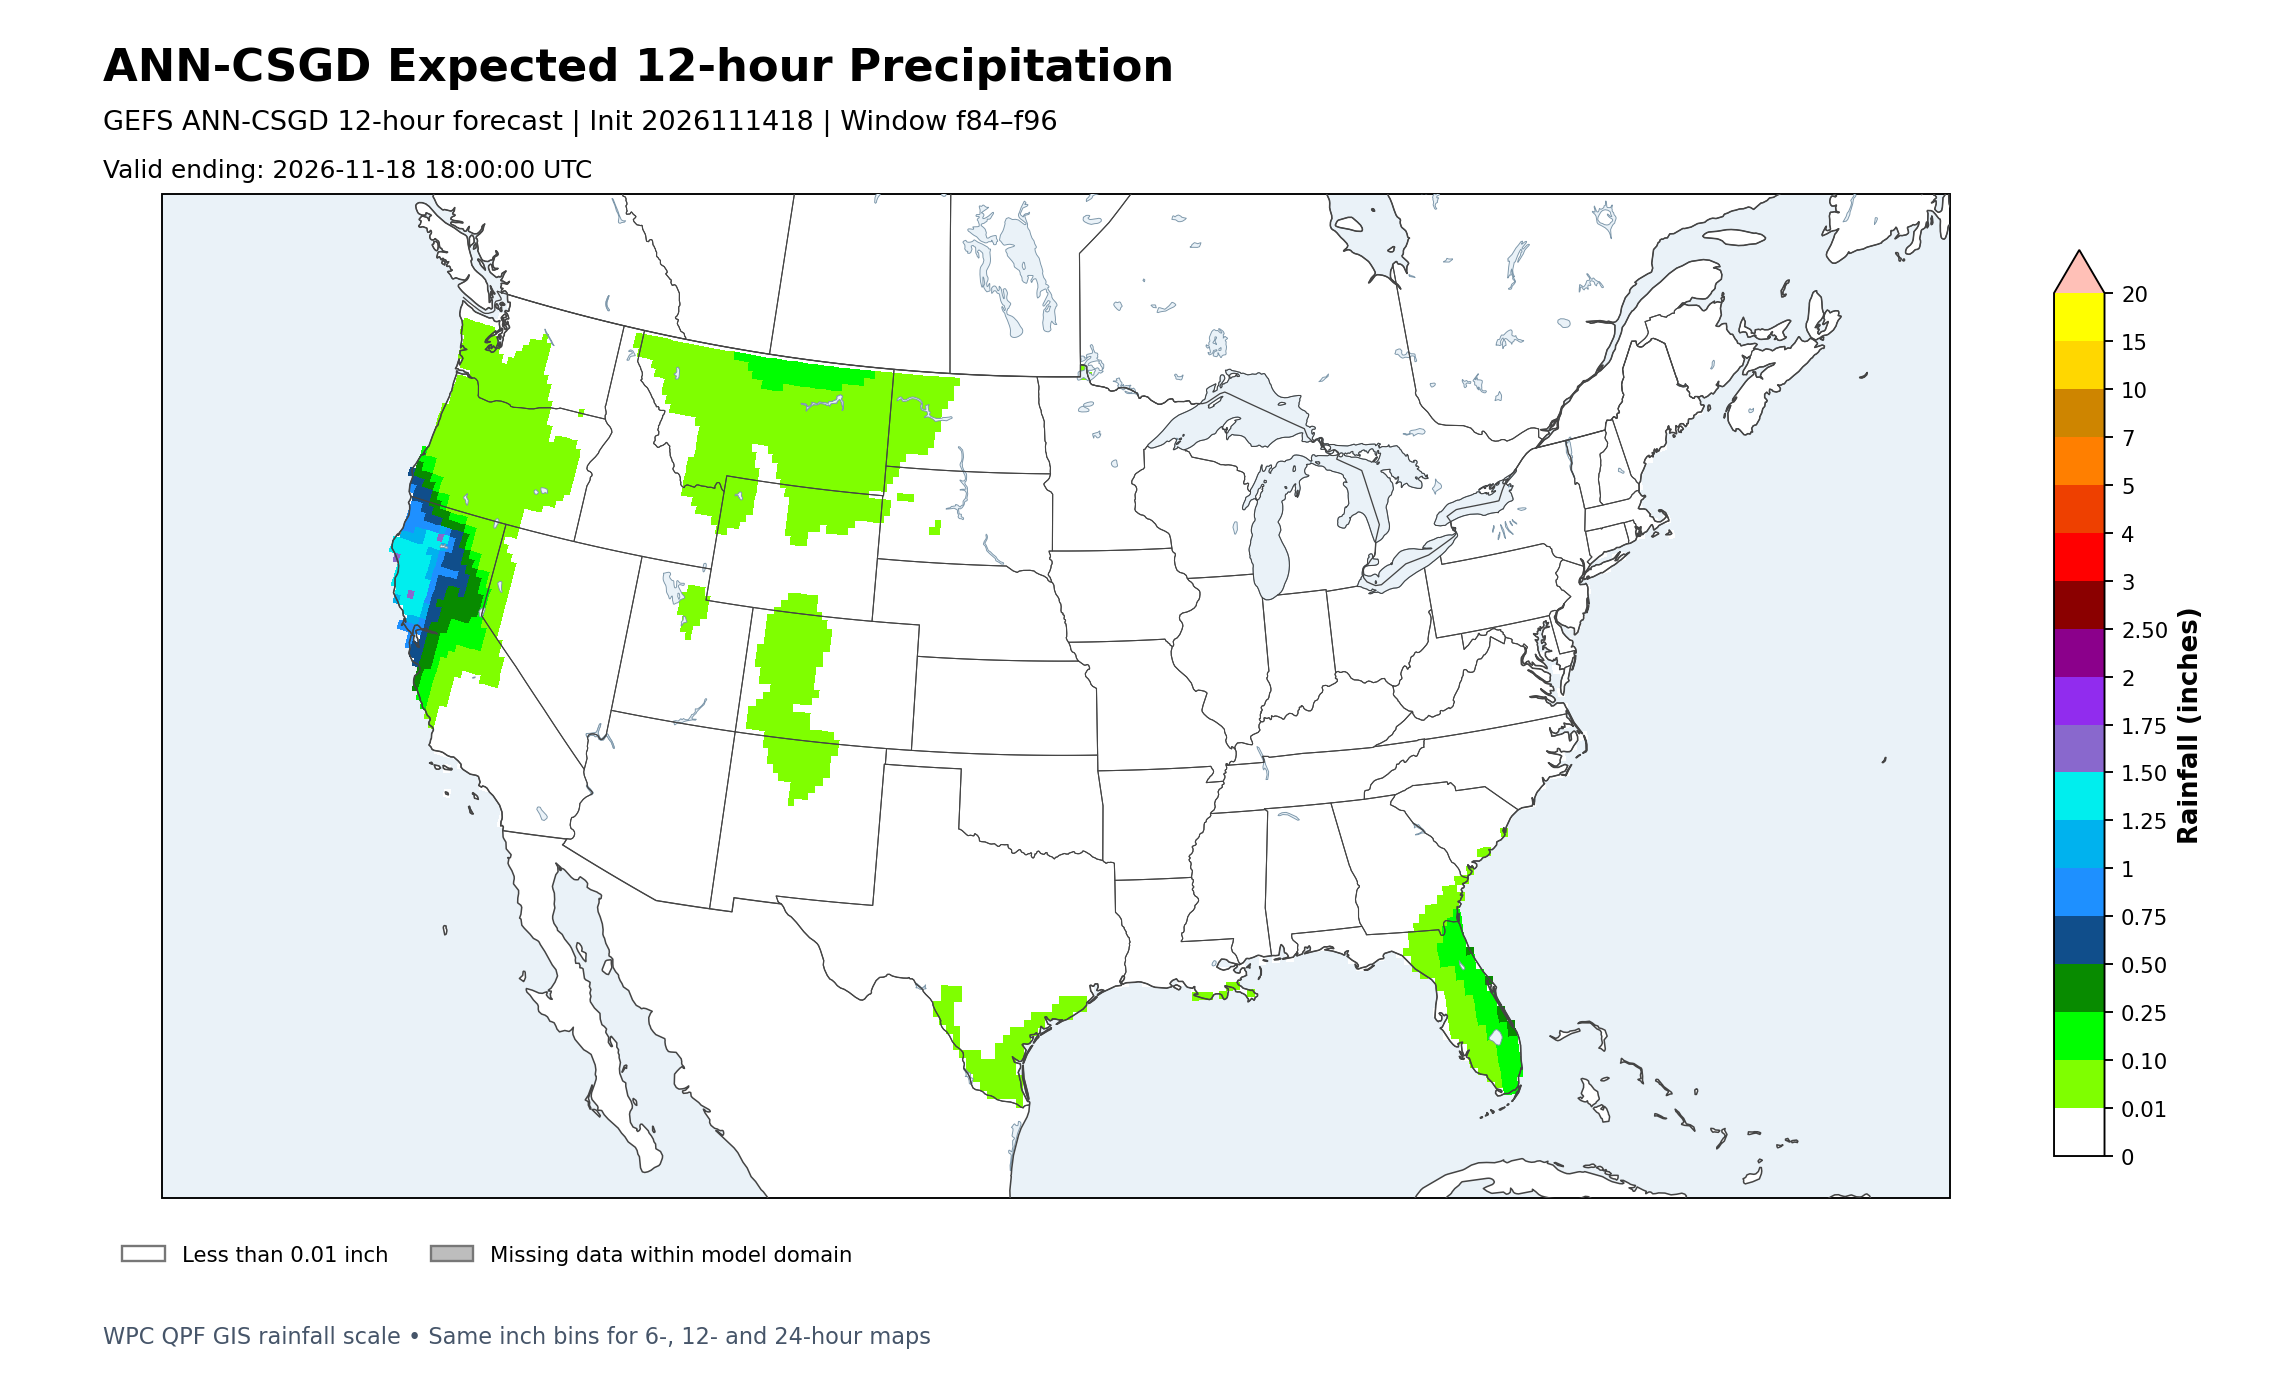 ANN-CSGD Expected 12-hour Precipitation
GEFS ANN-CSGD 12-hour forecast | Init 2026111418 | Window f84–f96
Valid ending: 2026-11-18 18:00:00 UTC
20
15
10
7
5
4
3
2.50
2
1.75
1.50
1.25
1
0.75
0.50
0.25
0.10
0.01
0
Rainfall (inches)
Less than 0.01 inch
Missing data within model domain
WPC QPF GIS rainfall scale • Same inch bins for 6-, 12- and 24-hour maps